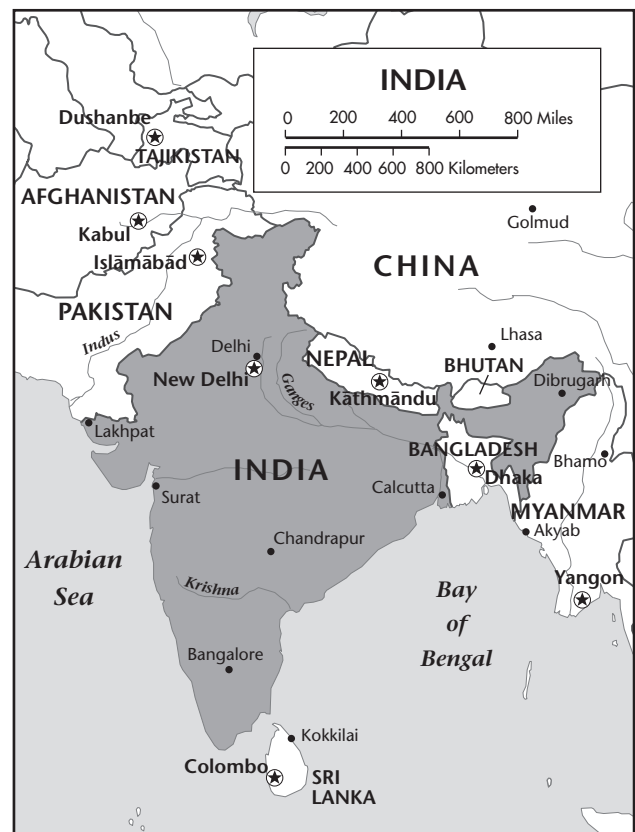 INDIA
0 200 400 600 800 Miles
0 200 400 600 800 Kilometers
Dushanbe
TAJIKISTAN
AFGHANISTAN
Kabul
Islāmābād
Golmud
CHINA
PAKISTAN
Indus
Lhasa
Delhi
NEPAL
BHUTAN
New Delhi
Ganges
Kāthmāndu
Dibrugarh
Lakhpat
BANGLADESH
INDIA
Dhaka
Bhamo
Surat
Calcutta
MYANMAR
Chandrapur
Akyab
Arabian
Sea
Krishna
Yangon
Bay
of
Bengal
Bangalore
Kokkilai
Colombo
SRI
LANKA